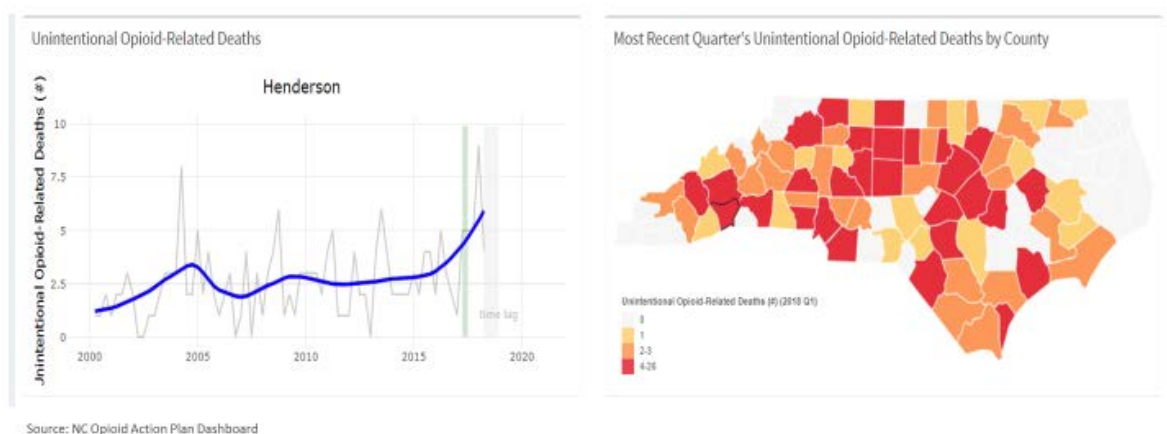 Unintentional Opioid-Related Deaths
Henderson
Unintentional Opioid-Related Deaths (#)
10
7.5
5
2.5
0
time lag
2000
2005
2010
2015
2020
Most Recent Quarter's Unintentional Opioid-Related Deaths by County
Unintentional Opioid-Related Deaths (#) (2018 Q1)
0
1
2-3
4-26
Source: NC Opioid Action Plan Dashboard